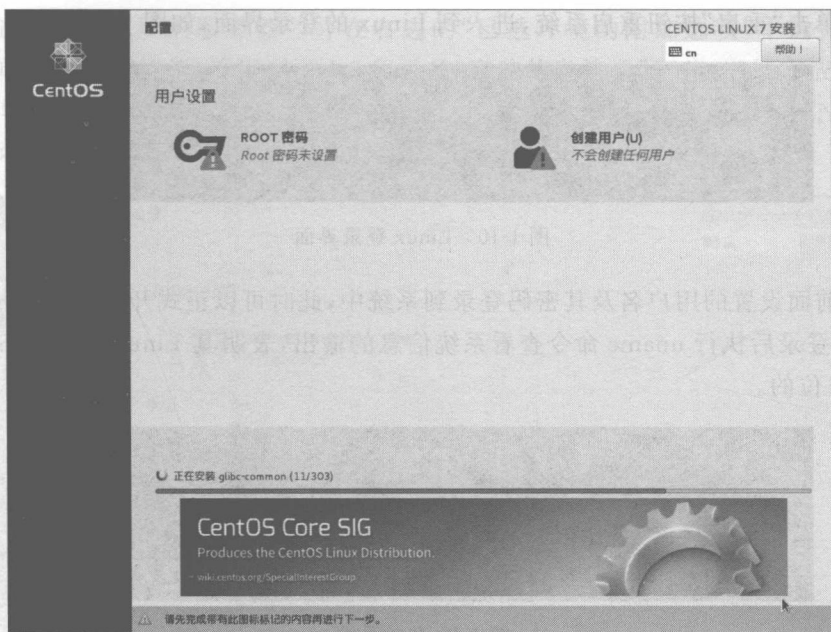 配置
CENTOS LINUX 7 安装
cn
帮助！
CentOS
用户设置
ROOT 密码
Root 密码未设置
创建用户(U)
不会创建任何用户
正在安装 glibc-common (11/303)
CentOS Core SIG
Produces the CentOS Linux Distribution.
wiki.centos.org/SpecialInterestGroup
请先完成带有此图标标记的内容再进行下一步。